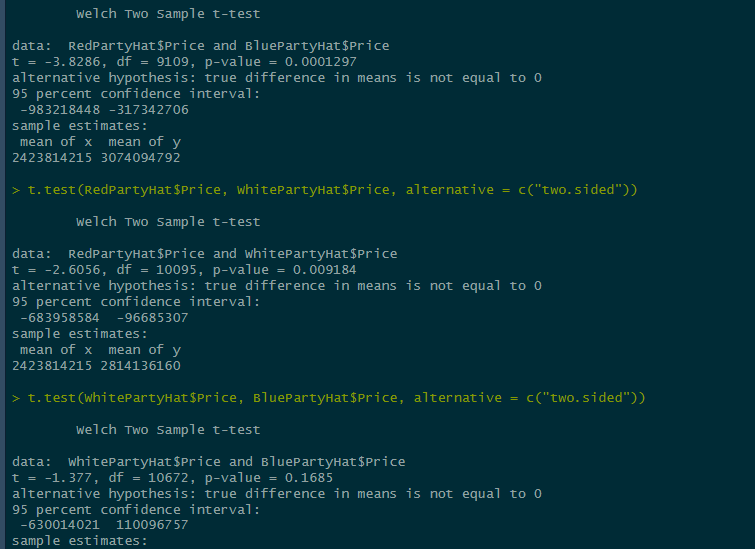 Welch Two Sample t-test
data:  RedPartyHat$Price and BluePartyHat$Price
t = -3.8286, df = 9109, p-value = 0.0001297
alternative hypothesis: true difference in means is not equal to 0
95 percent confidence interval:
 -983218448 -317342706
sample estimates:
 mean of x  mean of y
2423814215 3074094792
> t.test(RedPartyHat$Price, WhitePartyHat$Price, alternative = c("two.sided"))
Welch Two Sample t-test
data:  RedPartyHat$Price and WhitePartyHat$Price
t = -2.6056, df = 10095, p-value = 0.009184
alternative hypothesis: true difference in means is not equal to 0
95 percent confidence interval:
 -683958584  -96685307
sample estimates:
 mean of x  mean of y
2423814215 2814136160
> t.test(WhitePartyHat$Price, BluePartyHat$Price, alternative = c("two.sided"))
Welch Two Sample t-test
data:  WhitePartyHat$Price and BluePartyHat$Price
t = -1.377, df = 10672, p-value = 0.1685
alternative hypothesis: true difference in means is not equal to 0
95 percent confidence interval:
 -630014021  110096757
sample estimates: